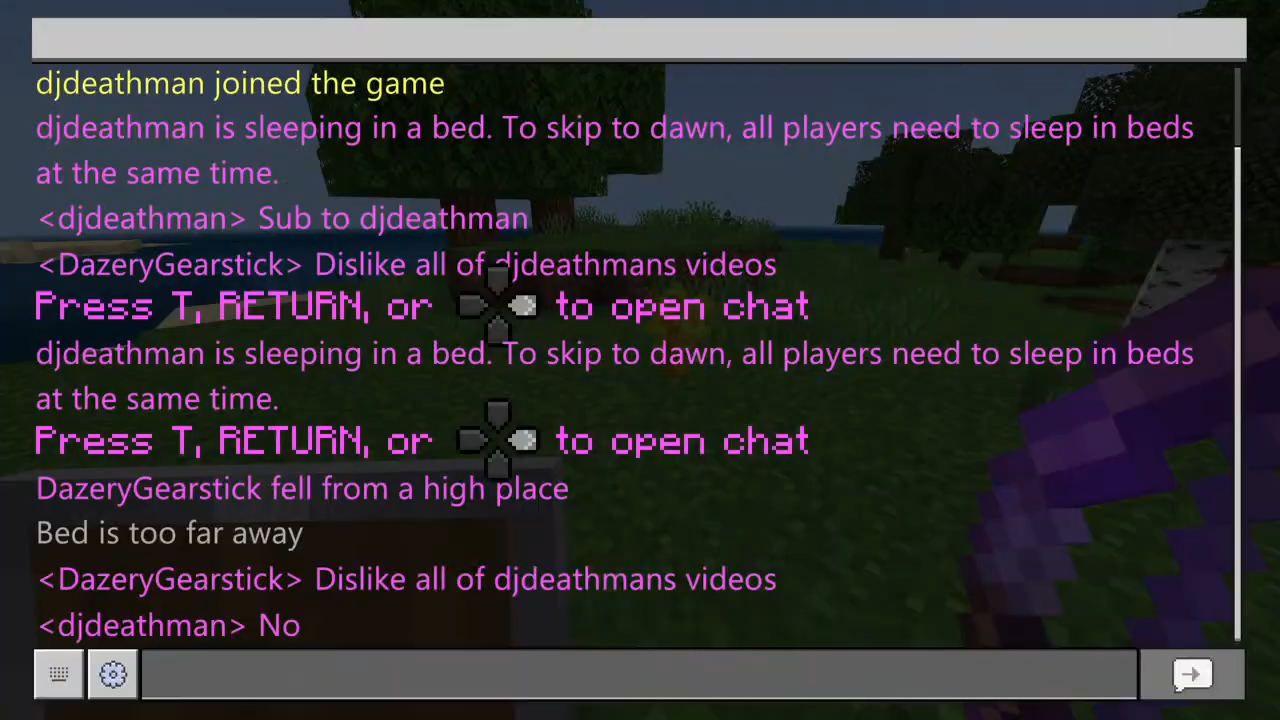 djdeathman joined the game
djdeathman is sleeping in a bed. To skip to dawn, all players need to sleep in beds
at the same time.
<djdeathman> Sub to djdeathman
<DazeryGearstick> Dislike all of djdeathmans videos
Press T, RETURN, or to open chat
djdeathman is sleeping in a bed. To skip to dawn, all players need to sleep in beds
at the same time.
Press T, RETURN, or to open chat
DazeryGearstick fell from a high place
Bed is too far away
<DazeryGearstick> Dislike all of djdeathmans videos
<djdeathman> No